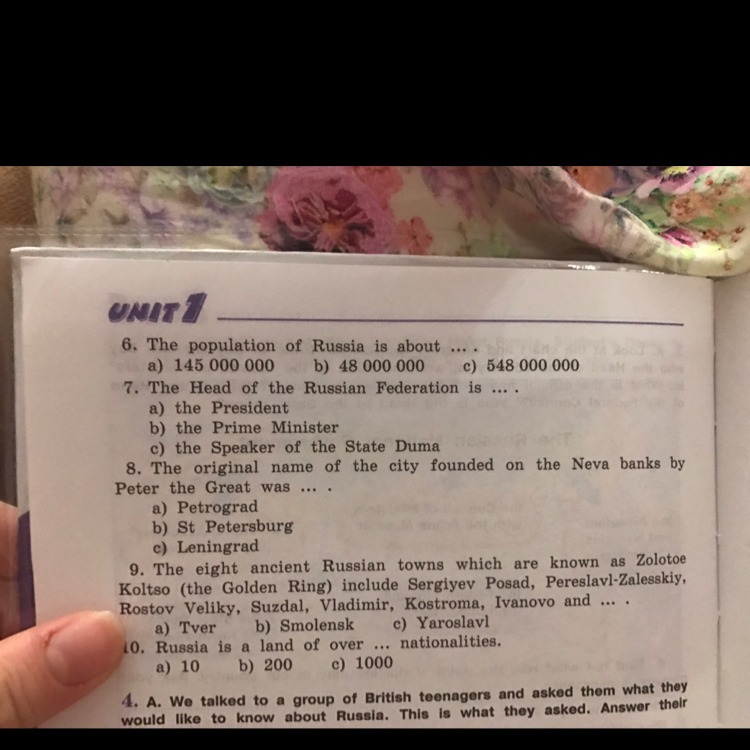 UNIT 1
6. The population of Russia is about ... .
a) 145 000 000 b) 48 000 000 c) 548 000 000
7. The Head of the Russian Federation is ... .
a) the President
b) the Prime Minister
c) the Speaker of the State Duma
8. The original name of the city founded on the Neva banks by
Peter the Great was ... .
a) Petrograd
b) St Petersburg
c) Leningrad
9. The eight ancient Russian towns which are known as Zolotoe
Koltso (the Golden Ring) include Sergiyev Posad, Pereslavl-Zalesskiy,
Rostov Veliky, Suzdal, Vladimir, Kostroma, Ivanovo and ... .
a) Tver b) Smolensk c) Yaroslavl
10. Russia is a land of over ... nationalities.
a) 10 b) 200 c) 1000
4. A. We talked to a group of British teenagers and asked them what they
would like to know about Russia. This is what they asked. Answer their